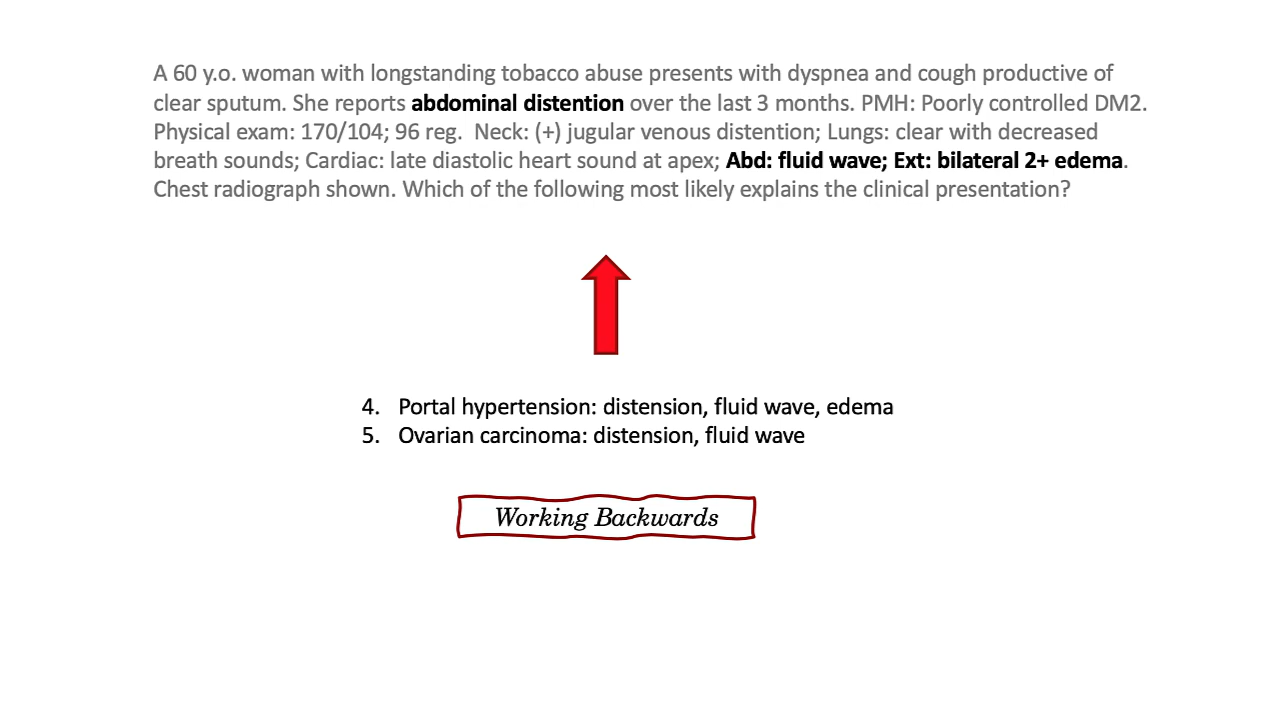 A 60 y.o. woman with longstanding tobacco abuse presents with dyspnea and cough productive of
clear sputum. She reports abdominal distention over the last 3 months. PMH: Poorly controlled DM2.
Physical exam: 170/104; 96 reg. Neck: (+) jugular venous distention; Lungs: clear with decreased
breath sounds; Cardiac: late diastolic heart sound at apex; Abd: fluid wave; Ext: bilateral 2+ edema.
Chest radiograph shown. Which of the following most likely explains the clinical presentation?
4. Portal hypertension: distension, fluid wave, edema
5. Ovarian carcinoma: distension, fluid wave
Working Backwards